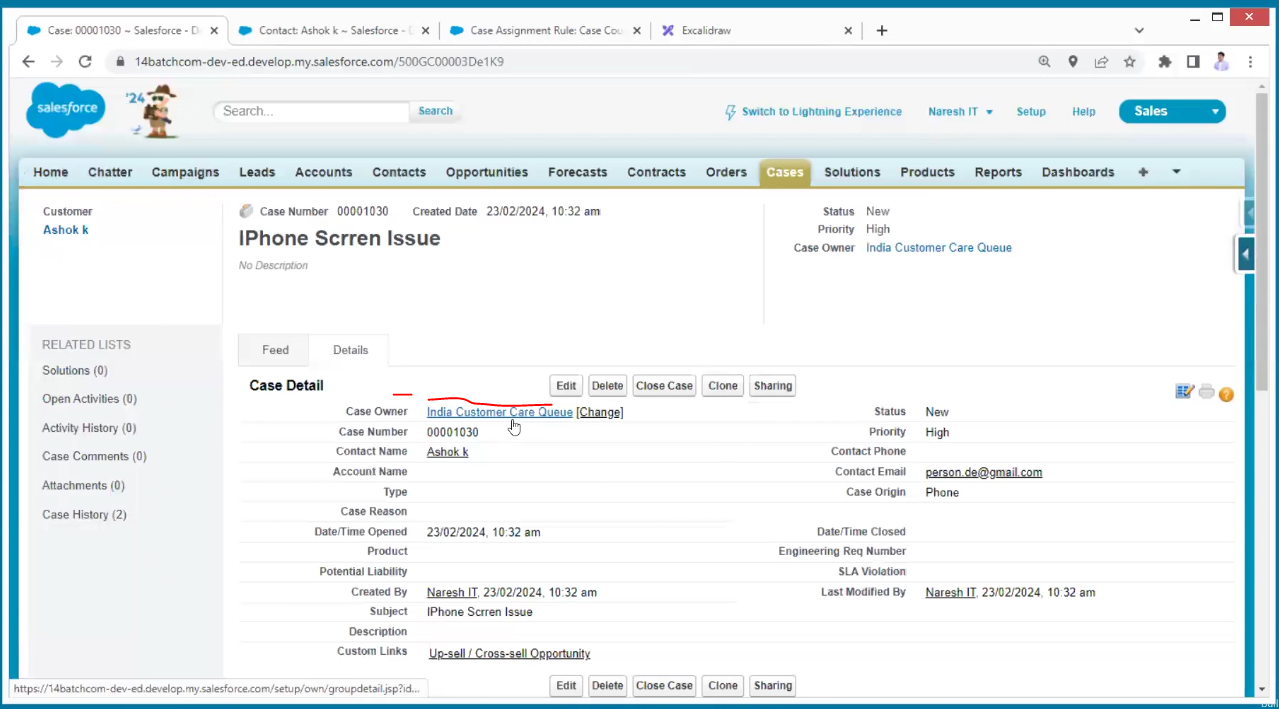 Case: 00001030 ~ Salesforce - D
Contact: Ashok k ~ Salesforce -
Case Assignment Rule: Case Cou
Excalidraw
14batchcom-dev-ed.develop.my.salesforce.com/500GC00003De1K9
salesforce
'24
Search...
Search
Switch to Lightning Experience
Naresh IT
Setup
Help
Sales
Home Chatter Campaigns Leads Accounts Contacts Opportunities Forecasts Contracts Orders Cases Solutions Products Reports Dashboards +
Customer
Ashok k
Case Number 00001030 Created Date 23/02/2024, 10:32 am
IPhone Scrren Issue
No Description
Status New
Priority High
Case Owner India Customer Care Queue
RELATED LISTS
Solutions (0)
Open Activities (0)
Activity History (0)
Case Comments (0)
Attachments (0)
Case History (2)
Feed Details
Case Detail Edit Delete Close Case Clone Sharing
Case Owner India Customer Care Queue [Change] Status New
Case Number 00001030 Priority High
Contact Name Ashok k Contact Phone
Account Name Contact Email person.de@gmail.com
Type Case Origin Phone
Case Reason
Date/Time Opened 23/02/2024, 10:32 am Date/Time Closed
Product Engineering Req Number
Potential Liability SLA Violation
Created By Naresh IT, 23/02/2024, 10:32 am Last Modified By Naresh IT, 23/02/2024, 10:32 am
Subject IPhone Scrren Issue
Description
Custom Links Up-sell / Cross-sell Opportunity
Edit Delete Close Case Clone Sharing
https://14batchcom-dev-ed.develop.my.salesforce.com/setup/own/groupdetail.jsp?id...